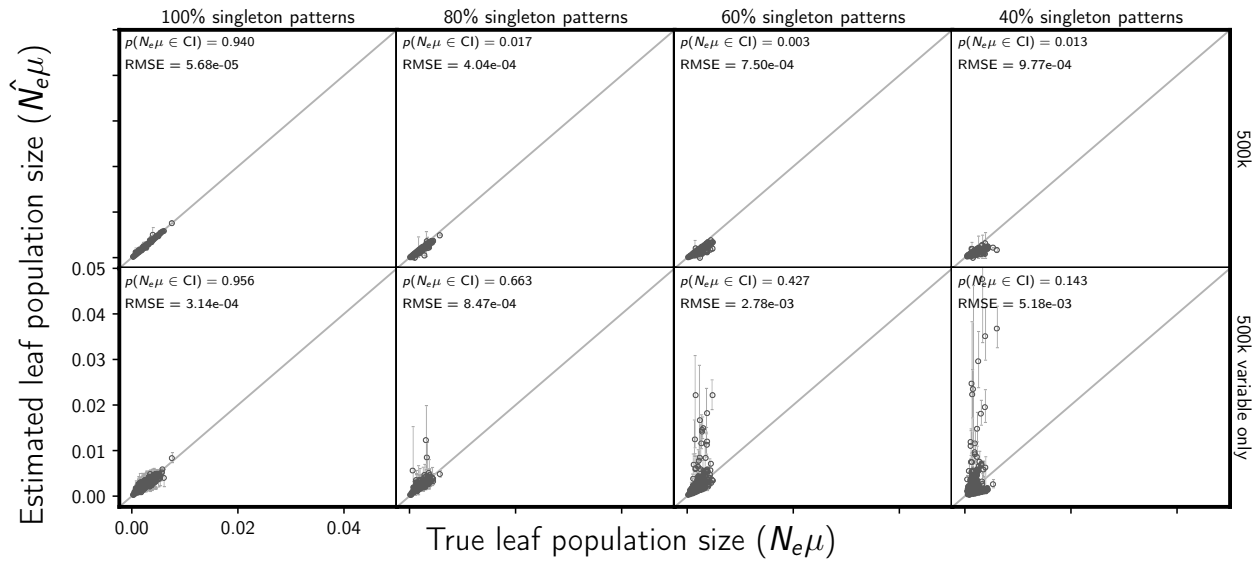 100% singleton patterns
80% singleton patterns
60% singleton patterns
40% singleton patterns
p(Nₑμ ∈ CI) = 0.940
RMSE = 5.68e-05
p(Nₑμ ∈ CI) = 0.017
RMSE = 4.04e-04
p(Nₑμ ∈ CI) = 0.003
RMSE = 7.50e-04
p(Nₑμ ∈ CI) = 0.013
RMSE = 9.77e-04
500k
p(Nₑμ ∈ CI) = 0.956
RMSE = 3.14e-04
p(Nₑμ ∈ CI) = 0.663
RMSE = 8.47e-04
p(Nₑμ ∈ CI) = 0.427
RMSE = 2.78e-03
p(Nₑμ ∈ CI) = 0.143
RMSE = 5.18e-03
500k variable only
0.05
0.04
0.03
0.02
0.01
0.00
0.00
0.02
0.04
Estimated leaf population size (N̂ₑμ)
True leaf population size (Nₑμ)